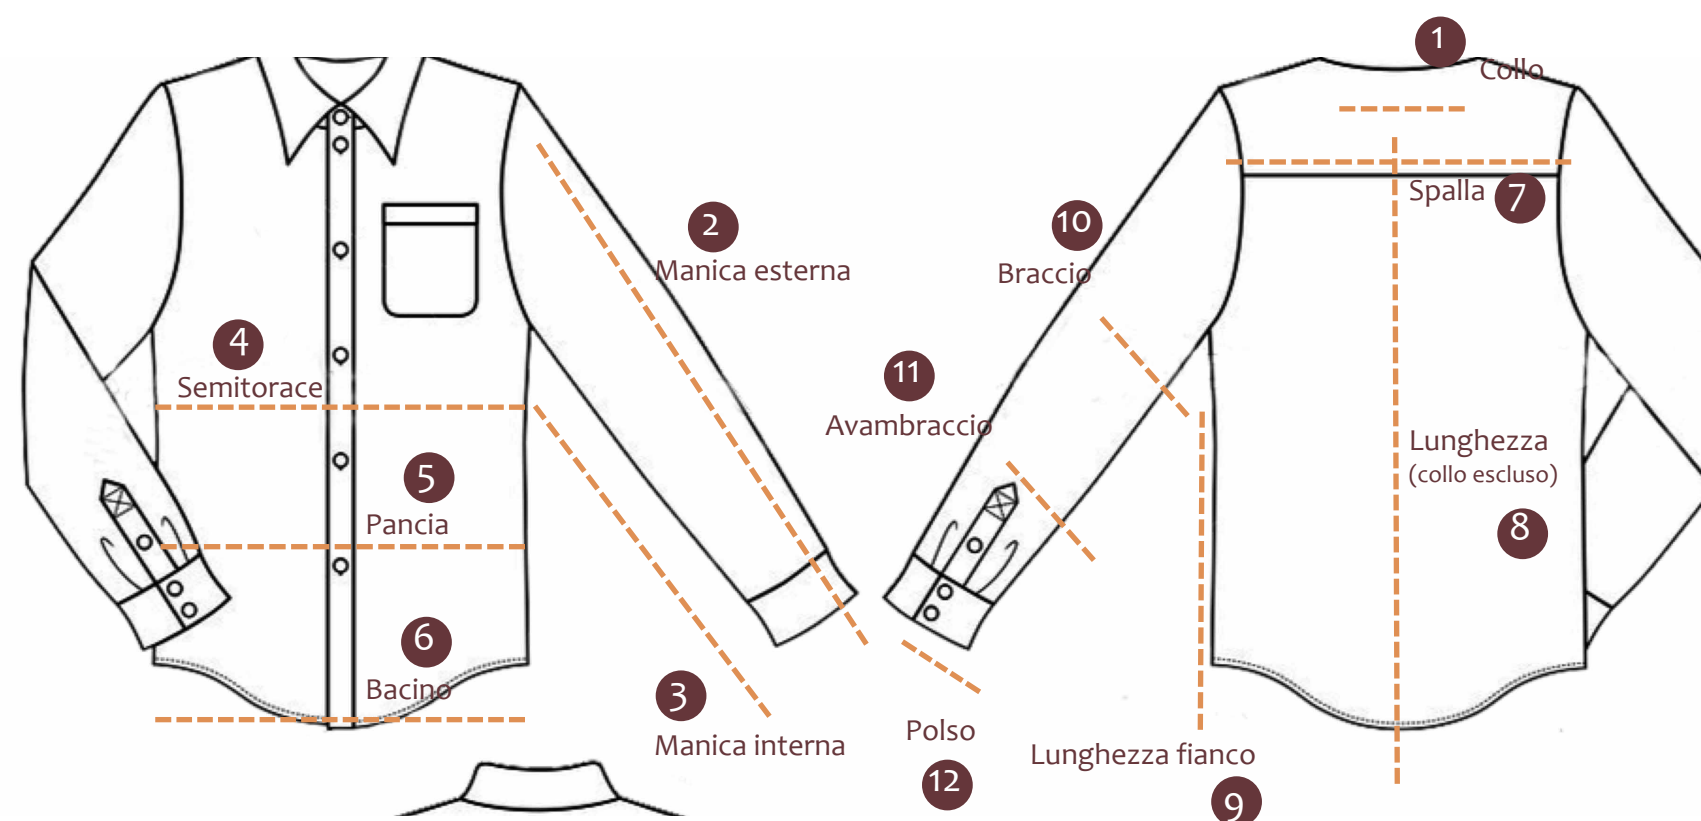 1
Collo
2
Manica esterna
3
Manica interna
4
Semitorace
5
Pancia
6
Bacino
Spalla 7
Lunghezza
(collo escluso)
8
Lunghezza fianco
9
10
Braccio
11
Avambraccio
Polso
12